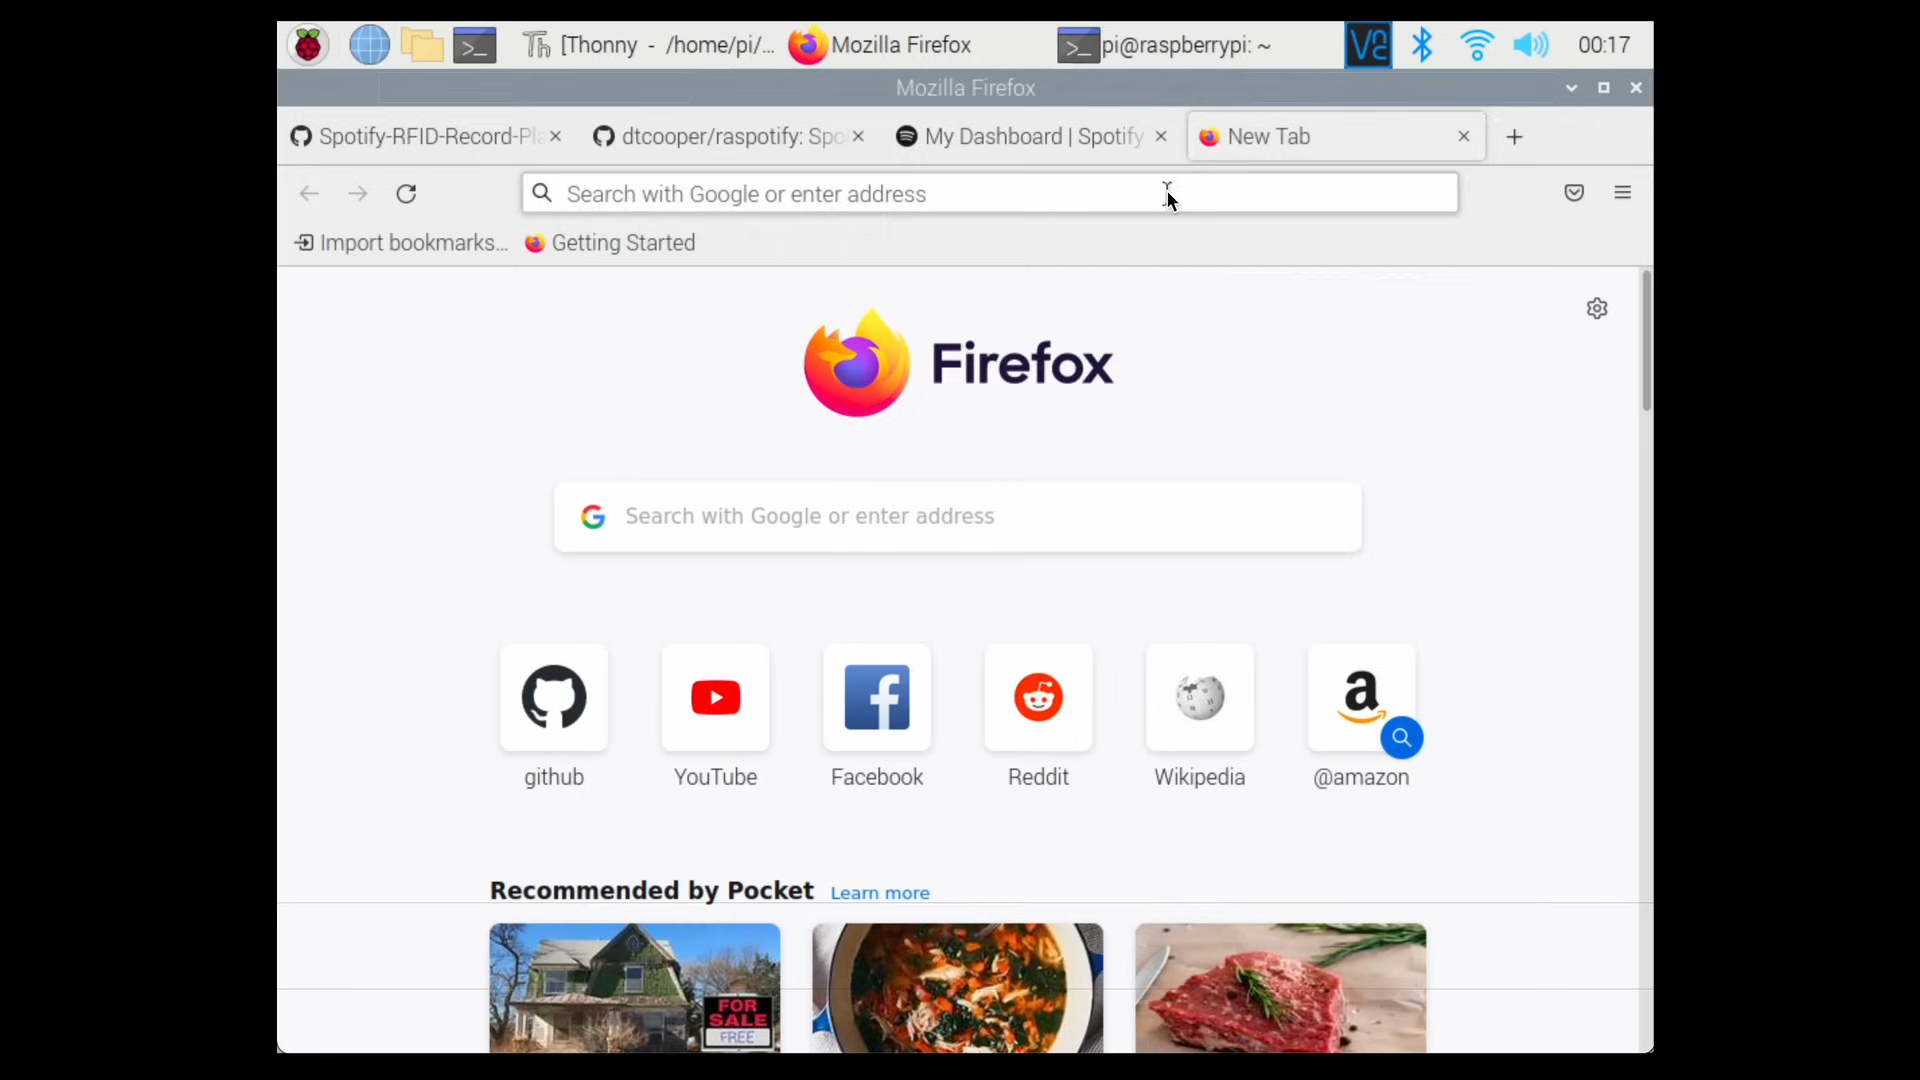 [Thonny - /home/pi/...
Mozilla Firefox
pi@raspberrypi: ~
00:17
Mozilla Firefox
Spotify-RFID-Record-Pla
dtcooper/raspotify: Spo
My Dashboard | Spotify
New Tab
Search with Google or enter address
Import bookmarks...
Getting Started
Firefox
Search with Google or enter address
github
YouTube
Facebook
Reddit
Wikipedia
@amazon
Recommended by Pocket
Learn more
FOR
SALE
FREE